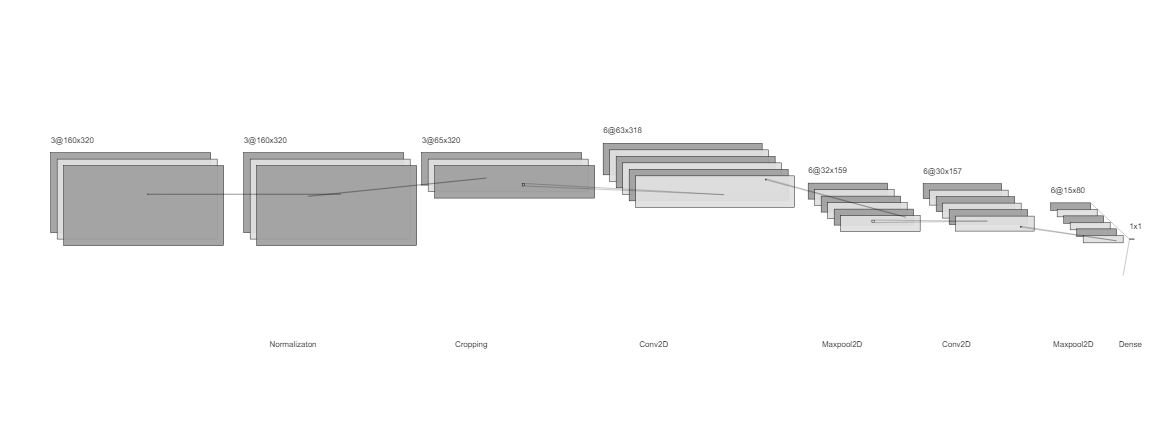 3@160x320
3@160x320
3@65x320
6@63x318
6@32x159
6@30x157
6@15x80
1x1
Normalizaton
Cropping
Conv2D
Maxpool2D
Conv2D
Maxpool2D
Dense